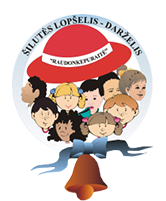 ŠILUTĖS LOPŠELIS - DARŽELIS
"RAUDONKEPURAITĖ"